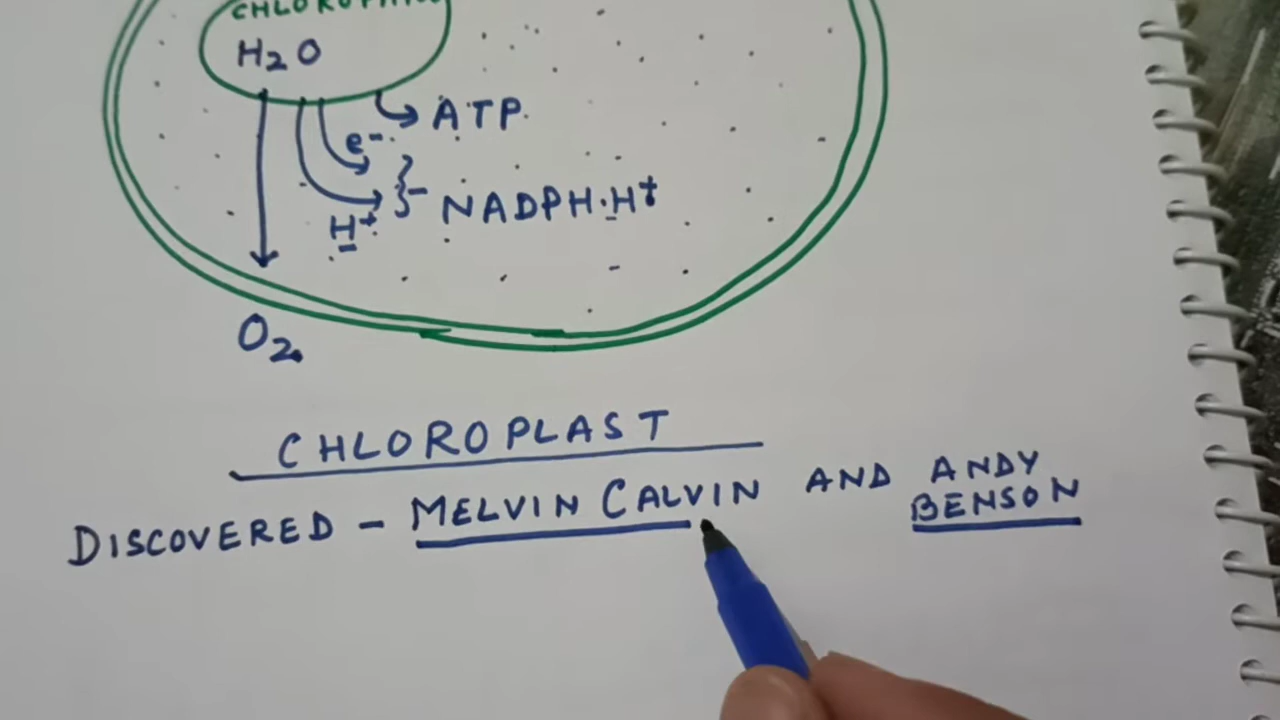 H2O
ATP
e-
NADPH.H+
H+
O2
CHLOROPLAST
DISCOVERED - MELVIN CALVIN AND ANDY
BENSON